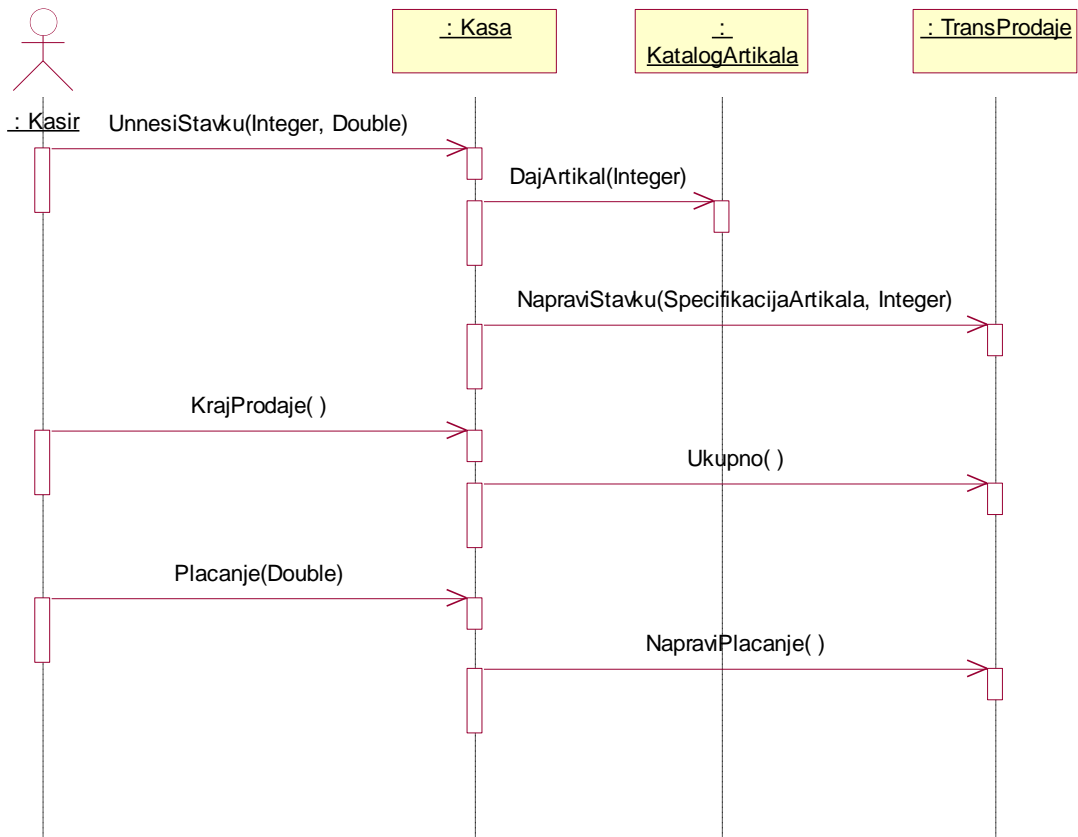 : Kasa
:
KatalogArtikala
: TransProdaje
: Kasir
UnnesiStavku(Integer, Double)
DajArtikal(Integer)
NapraviStavku(SpecifikacijaArtikala, Integer)
KrajProdaje( )
Ukupno( )
Placanje(Double)
NapraviPlacanje( )